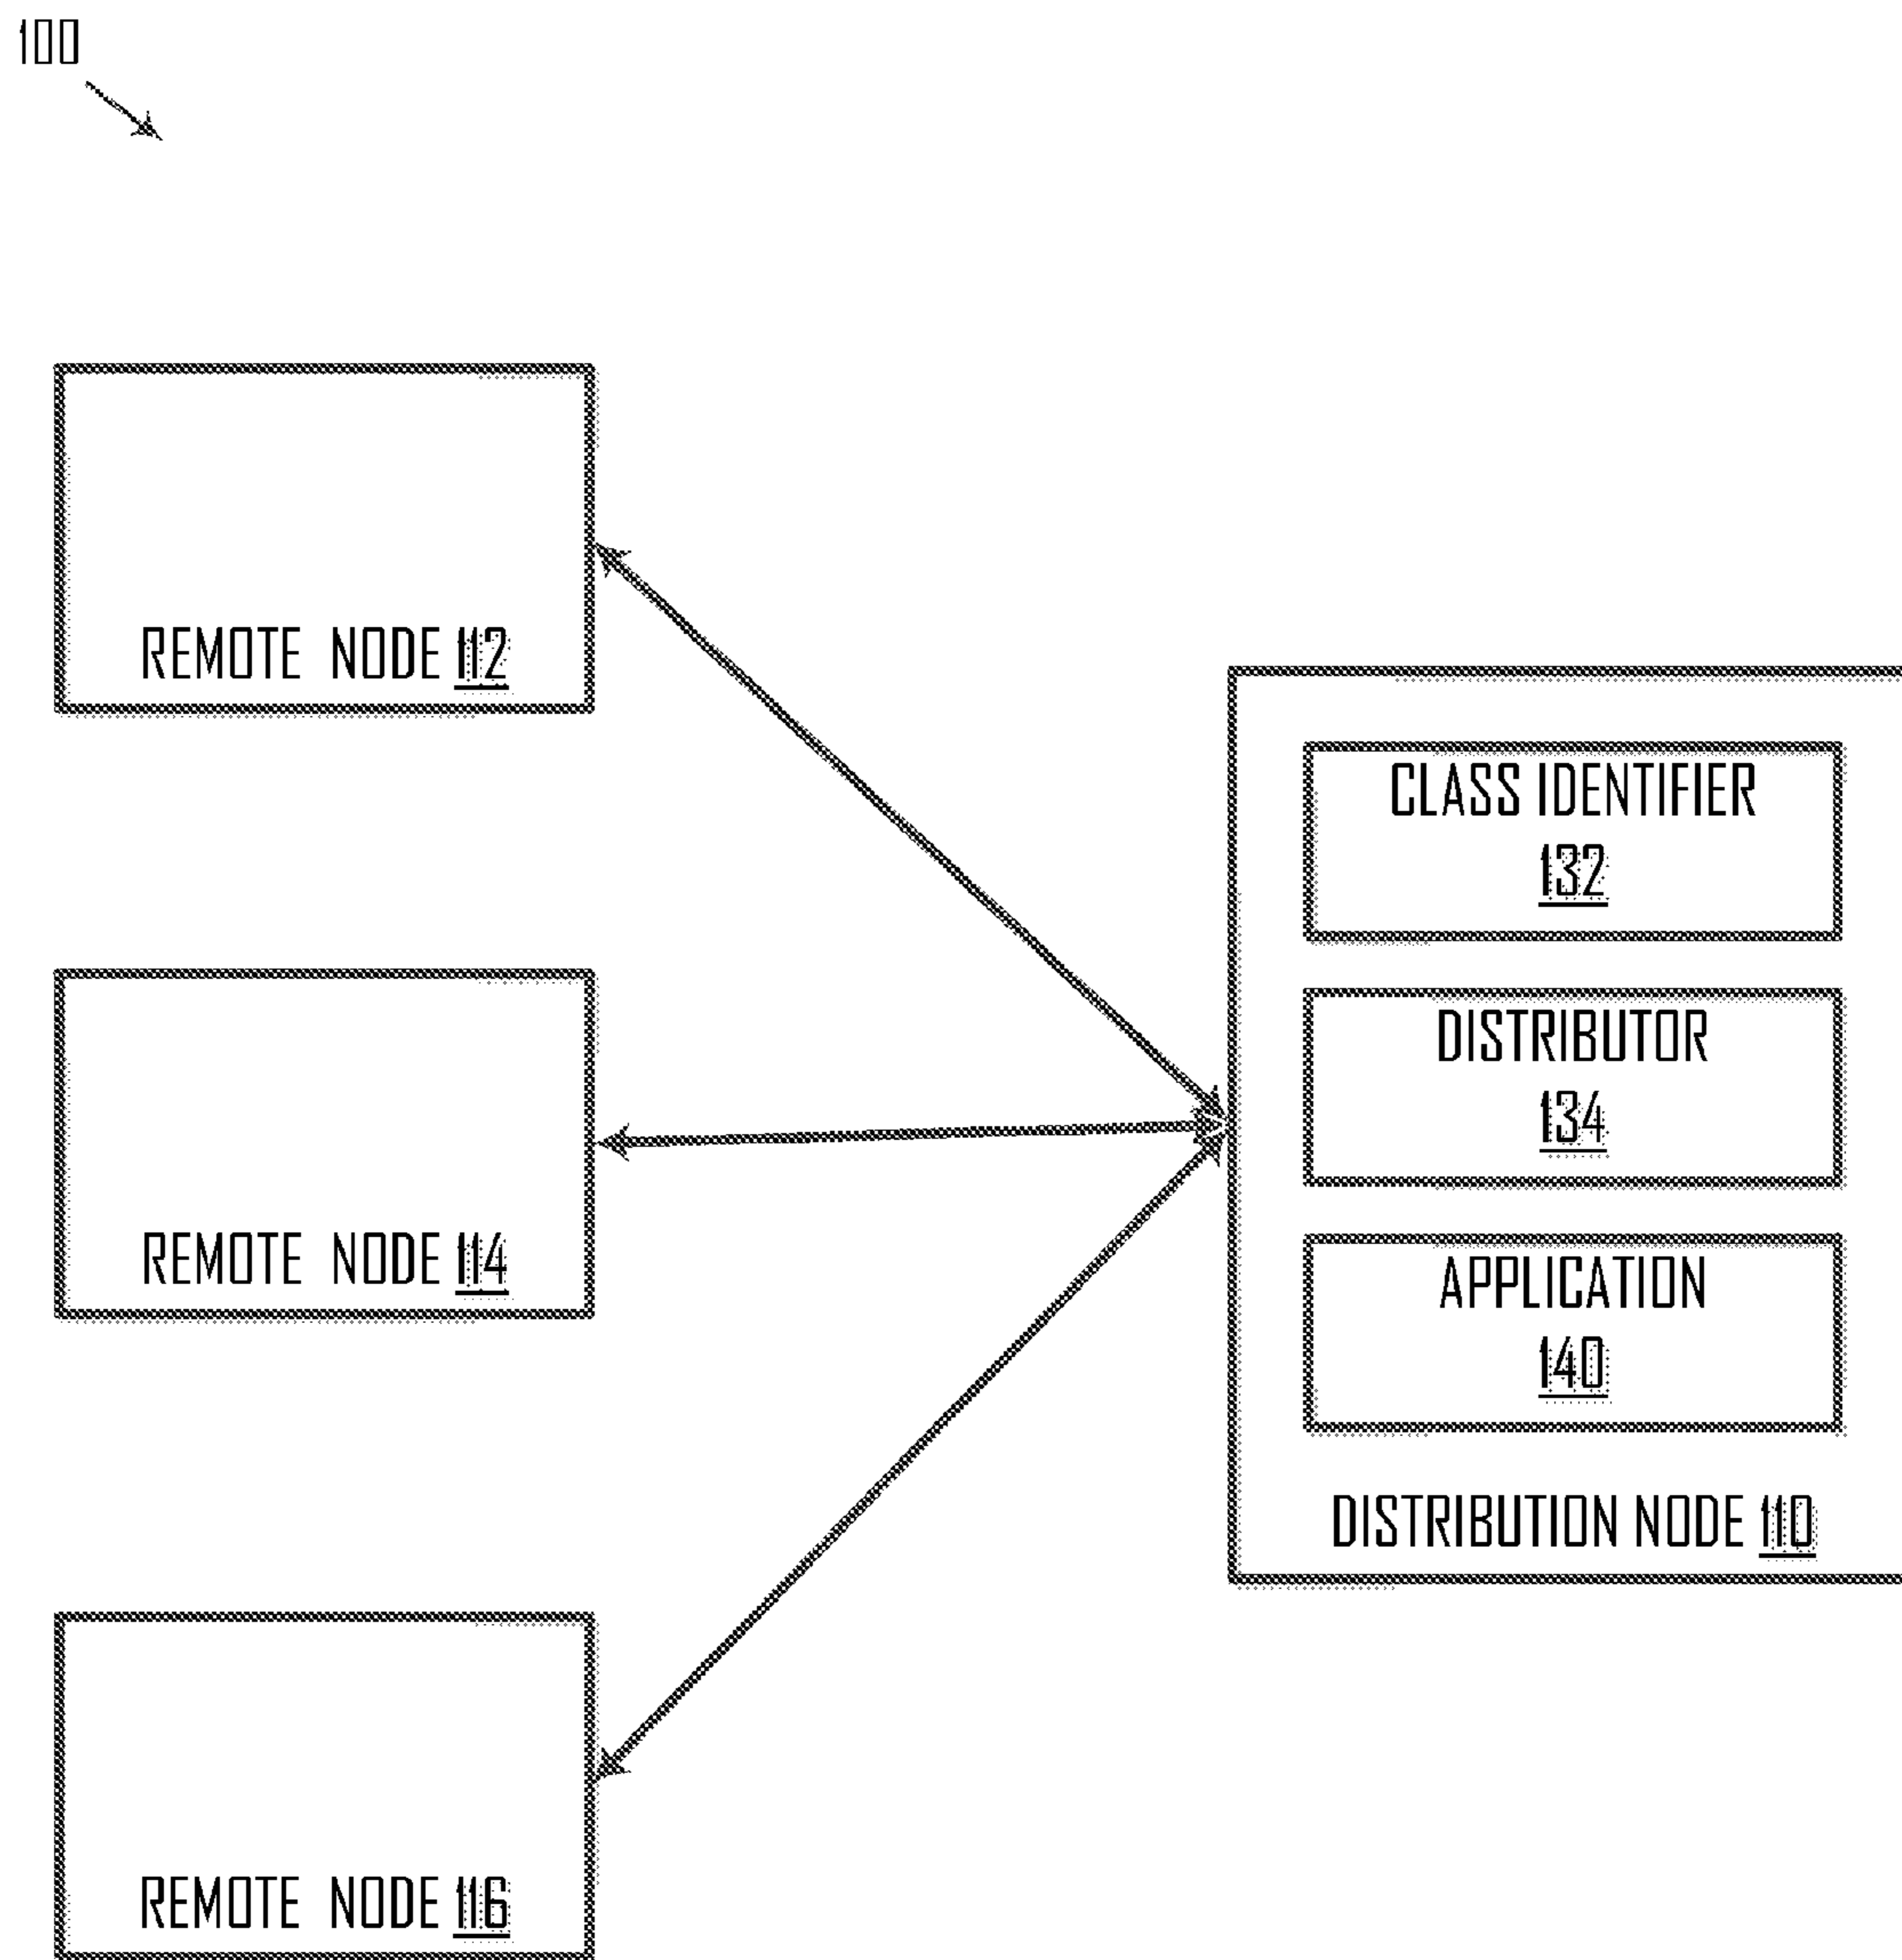 100
REMOTE NODE 112
CLASS IDENTIFIER
132
DISTRIBUTOR
134
REMOTE NODE 114
APPLICATION
140
DISTRIBUTION NODE 110
REMOTE NODE 116